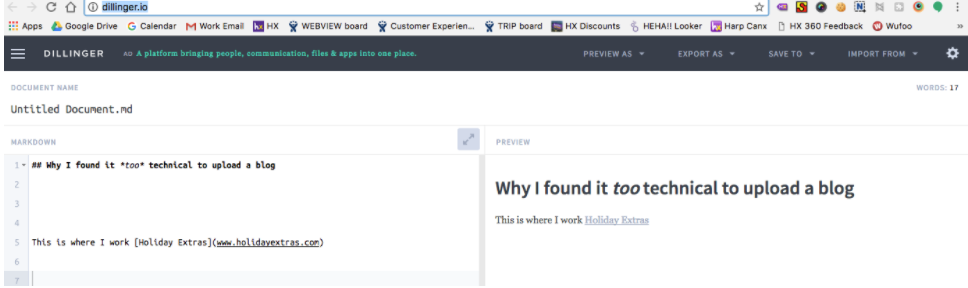 dillinger.io
Apps Google Drive Calendar Work Email HX WEBVIEW board Customer Experien... TRIP board HX Discounts HEHA!! Looker Harp Canx HX 360 Feedback Wufoo »
DILLINGER AD A platform bringing people, communication, files & apps into one place. PREVIEW AS EXPORT AS SAVE TO IMPORT FROM
DOCUMENT NAME WORDS: 17
Untitled Document.md
MARKDOWN PREVIEW
1 ## Why I found it *too* technical to upload a blog
2
3
4
5 This is where I work [Holiday Extras](www.holidayextras.com)
6
7
Why I found it too technical to upload a blog
This is where I work Holiday Extras